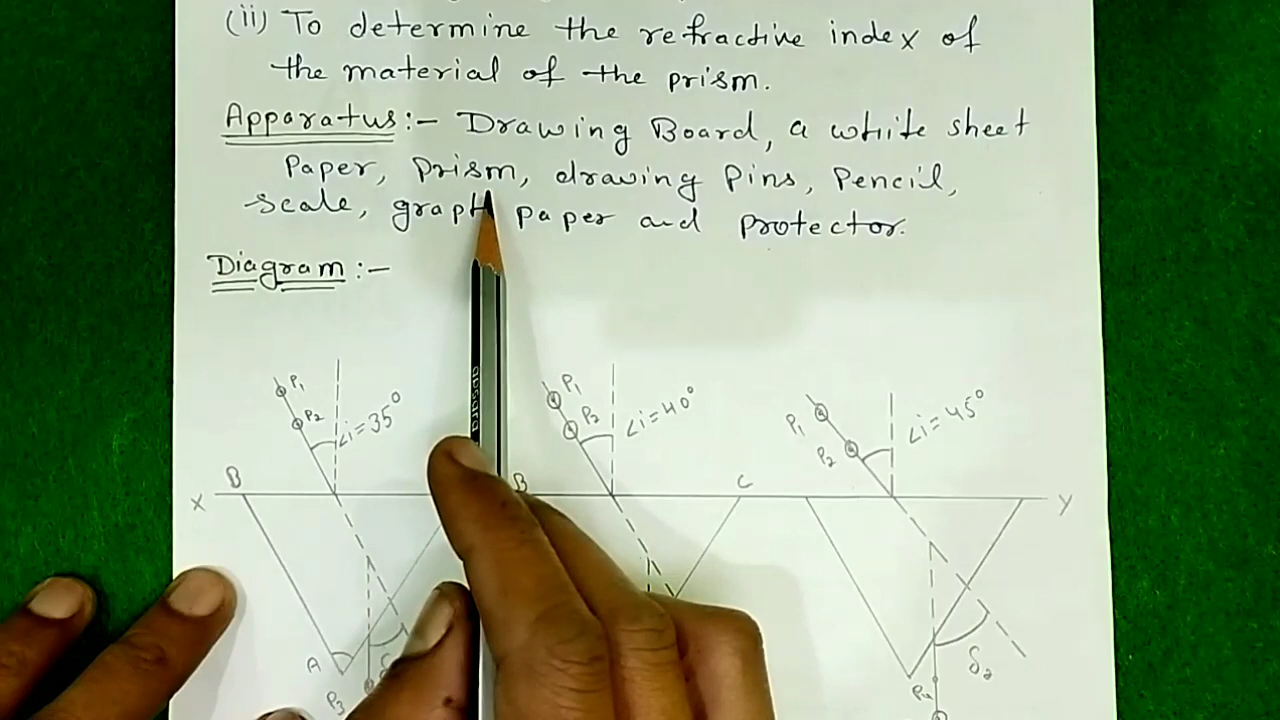 (ii) To determine the refractive index of
the material of the prism.
Apparatus:- Drawing Board, a white sheet
Paper, Prism, drawing Pins, Pencil,
scale, graph paper and protector.
Diagram:-
P1
P2
∠i=35°
P1
P2
∠i=40°
P1
P2
∠i=45°
X
B
B
C
Y
A
P3
δ2
apsara